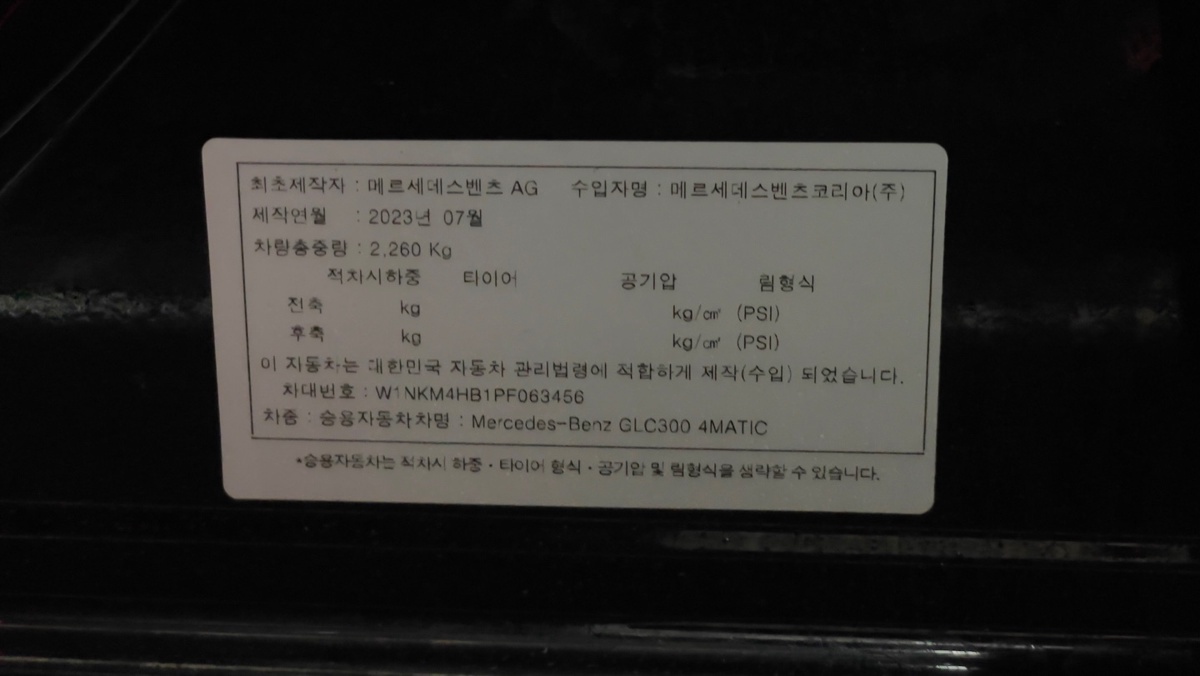 최초제작자 : 메르세데스벤츠 AG 수입자명 : 메르세데스벤츠코리아(주)
제작연월 : 2023년 07월
차량총중량 : 2,260 Kg
적차시하중 타이어 공기압 림형식
전축 kg kg/㎠ (PSI)
후축 kg kg/㎠ (PSI)
이 자동차는 대한민국 자동차 관리법령에 적합하게 제작(수입) 되었습니다.
차대번호 : W1NKM4HB1PF063456
차종 : 승용자동차차명 : Mercedes-Benz GLC300 4MATIC
*승용자동차는 적차시 하중 · 타이어 형식 · 공기압 및 림형식을 생략할 수 있습니다.